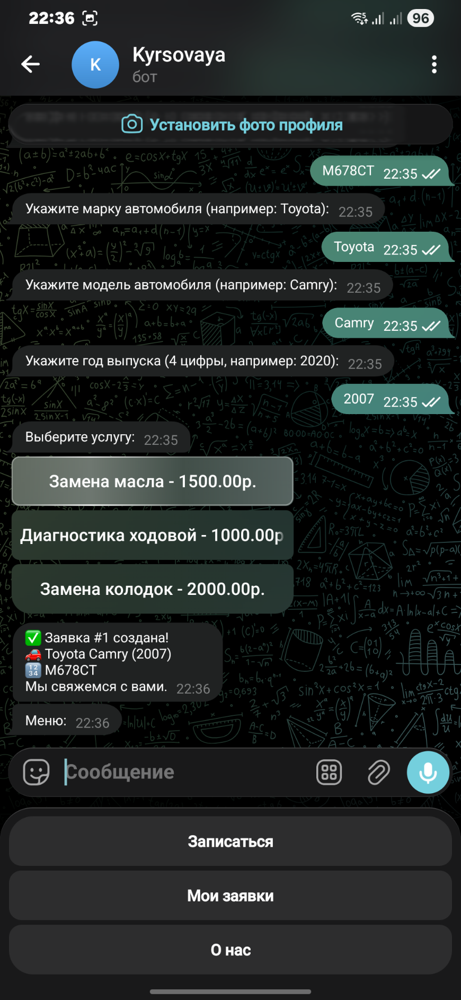 22:36
96
K
Kyrsovaya
бот
Установить фото профиля
M678CT 22:35
Укажите марку автомобиля (например: Toyota): 22:35
Toyota 22:35
Укажите модель автомобиля (например: Camry): 22:35
Camry 22:35
Укажите год выпуска (4 цифры, например: 2020): 22:35
2007 22:35
Выберите услугу: 22:35
Замена масла - 1500.00р.
Диагностика ходовой - 1000.00р
Замена колодок - 2000.00р.
✅ Заявка #1 создана!
🚗 Toyota Camry (2007)
🔢 M678CT
Мы свяжемся с вами. 22:36
Меню: 22:36
Сообщение
Записаться
Мои заявки
О нас